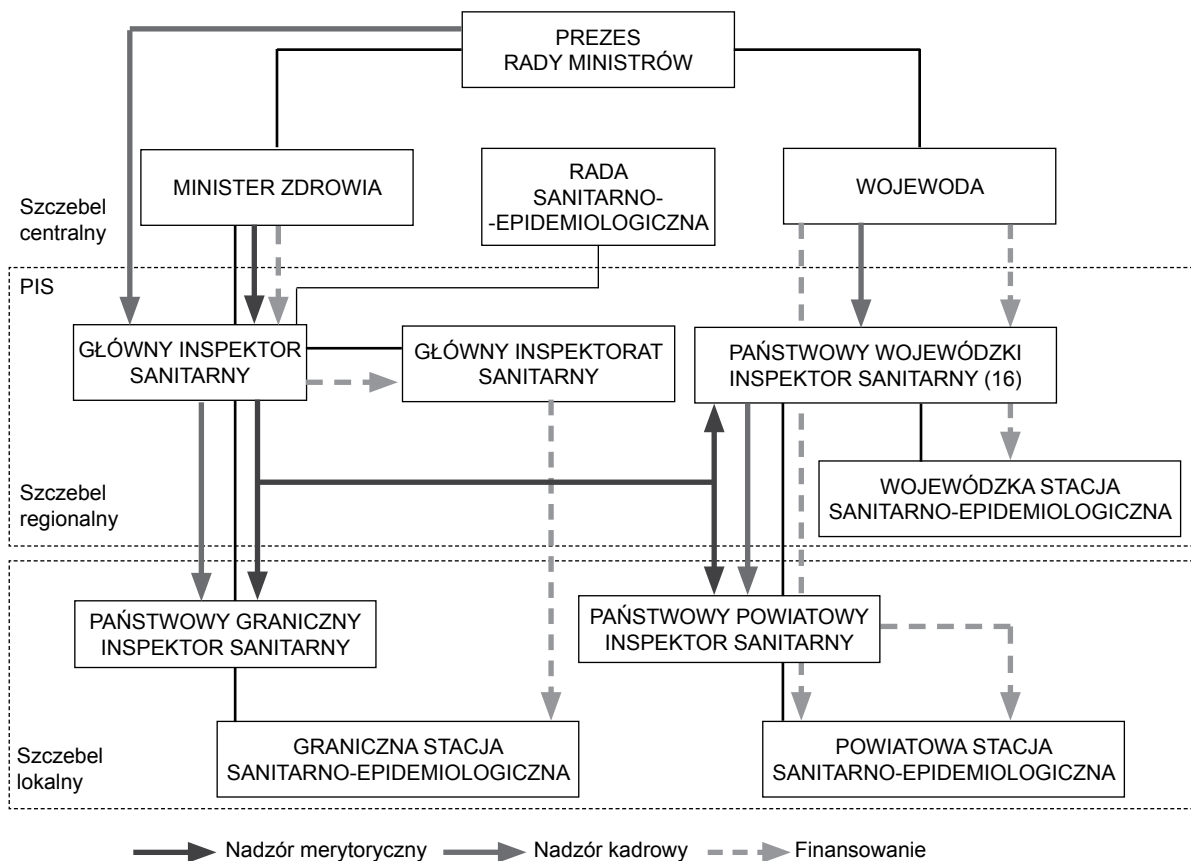 PREZES
RADY MINISTRÓW
MINISTER ZDROWIA
RADA
SANITARNO-
-EPIDEMIOLOGICZNA
WOJEWODA
Szczebel
centralny
PIS
GŁÓWNY INSPEKTOR
SANITARNY
GŁÓWNY INSPEKTORAT
SANITARNY
PAŃSTWOWY WOJEWÓDZKI
INSPEKTOR SANITARNY (16)
WOJEWÓDZKA STACJA
SANITARNO-EPIDEMIOLOGICZNA
Szczebel
regionalny
PAŃSTWOWY GRANICZNY
INSPEKTOR SANITARNY
PAŃSTWOWY POWIATOWY
INSPEKTOR SANITARNY
GRANICZNA STACJA
SANITARNO-EPIDEMIOLOGICZNA
POWIATOWA STACJA
SANITARNO-EPIDEMIOLOGICZNA
Szczebel
lokalny
Nadzór merytoryczny
Nadzór kadrowy
Finansowanie